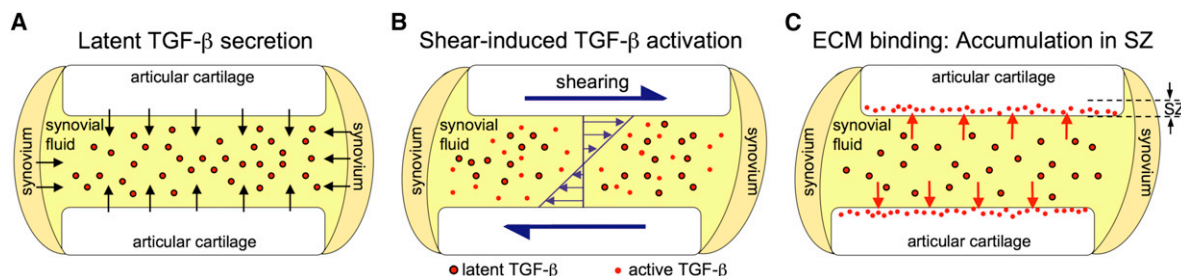 A
Latent TGF-β secretion
articular cartilage
synovial
fluid
synovium
synovium
articular cartilage
B
Shear-induced TGF-β activation
shearing
synovial
fluid
synovium
synovium
articular cartilage
latent TGF-β
active TGF-β
C
ECM binding: Accumulation in SZ
articular cartilage
SZ
synovial
fluid
synovium
synovium
articular cartilage